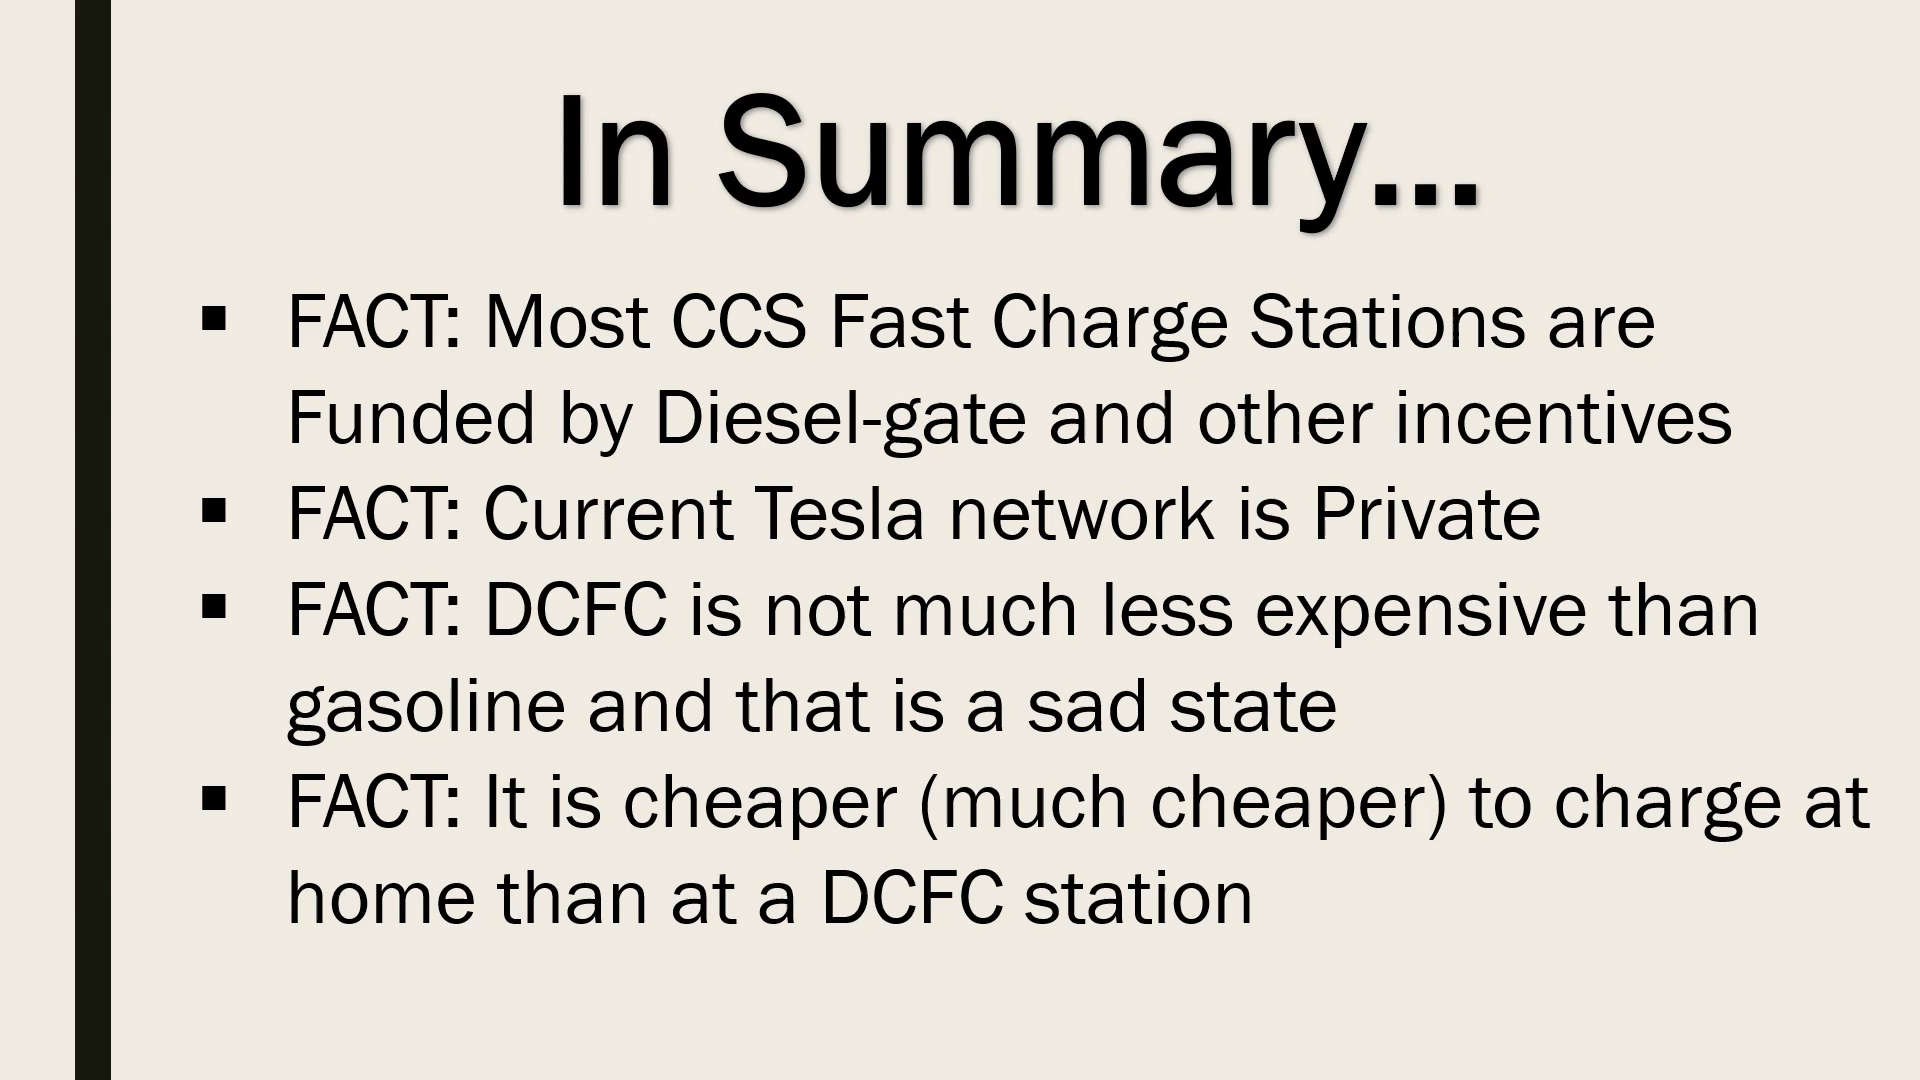 In Summary...
▪ FACT: Most CCS Fast Charge Stations are
Funded by Diesel-gate and other incentives
▪ FACT: Current Tesla network is Private
▪ FACT: DCFC is not much less expensive than
gasoline and that is a sad state
▪ FACT: It is cheaper (much cheaper) to charge at
home than at a DCFC station